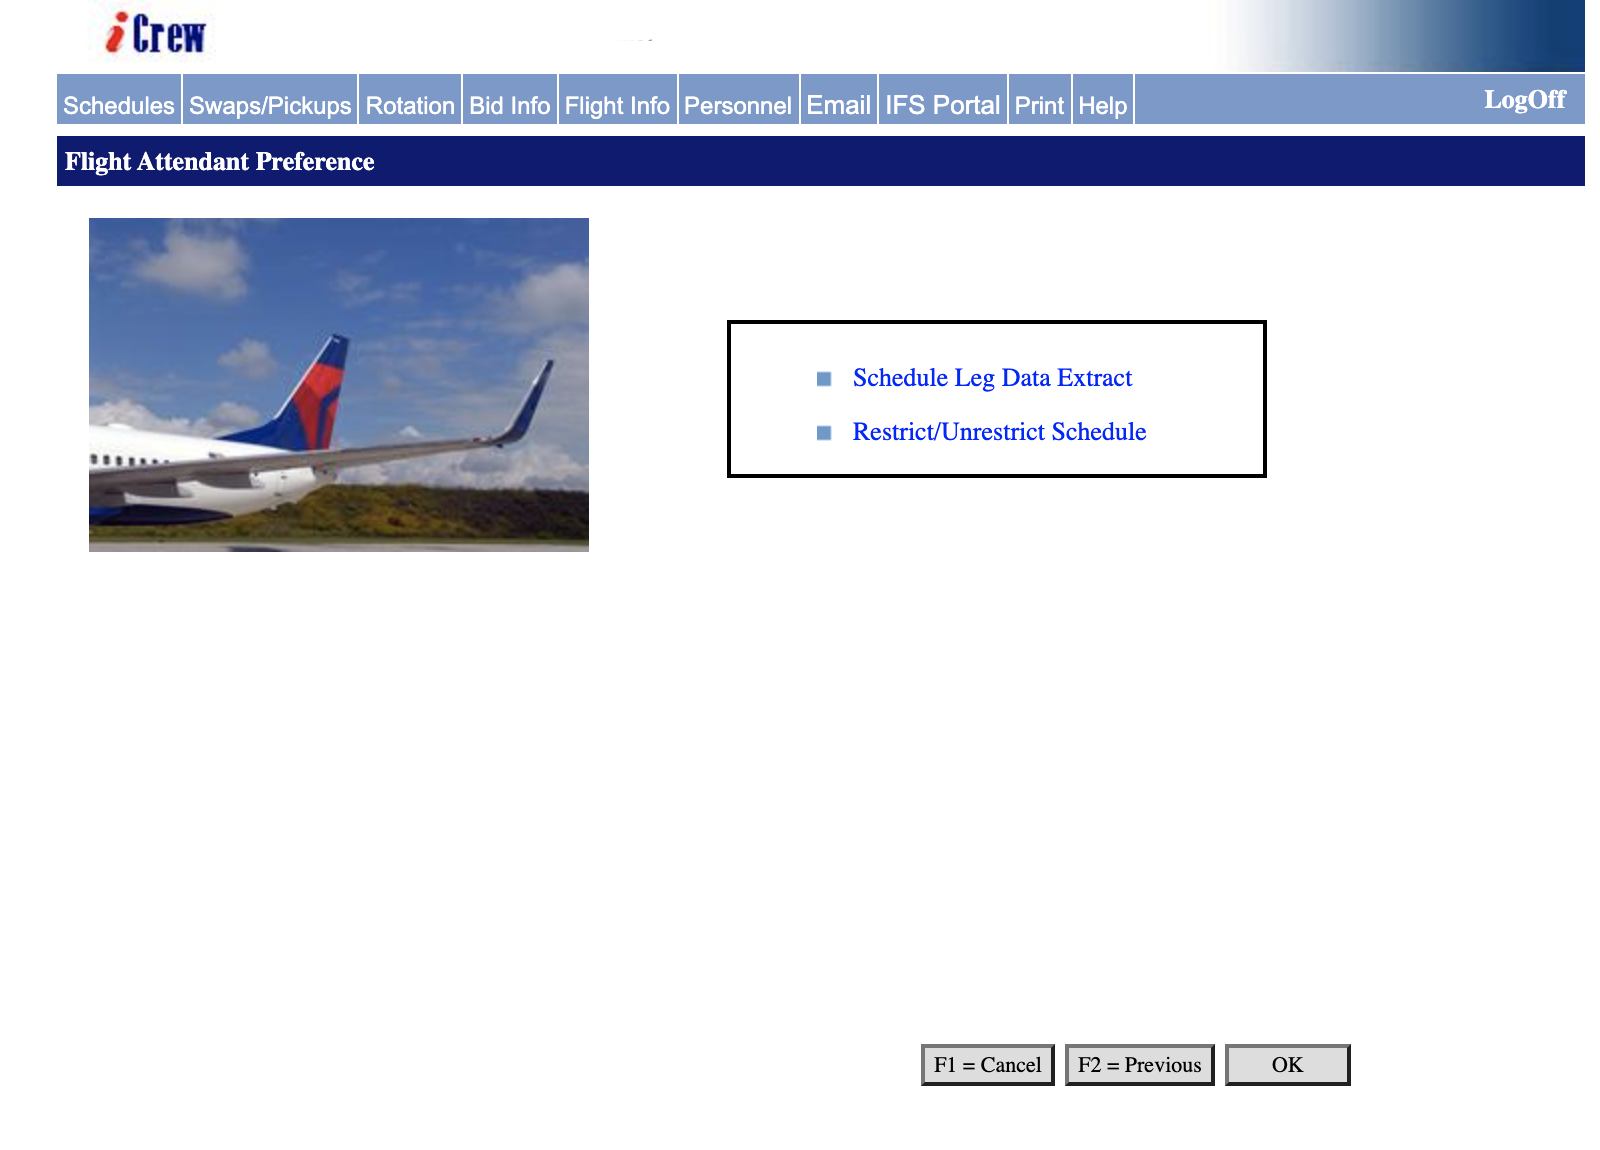 iCrew
Schedules Swaps/Pickups Rotation Bid Info Flight Info Personnel Email IFS Portal Print Help LogOff
Flight Attendant Preference
Schedule Leg Data Extract
Restrict/Unrestrict Schedule
F1 = Cancel F2 = Previous OK